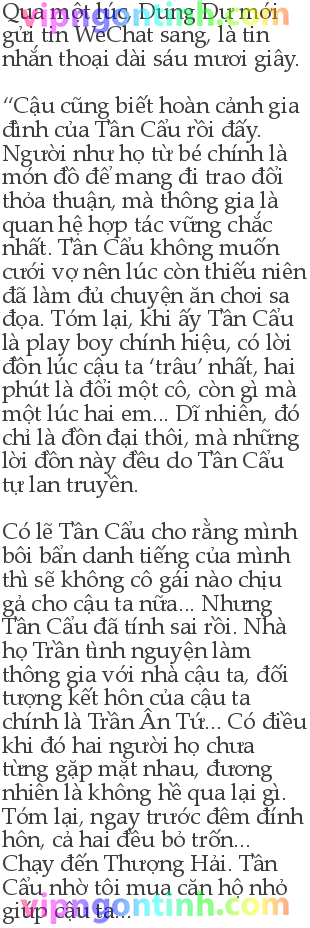 Qua một lúc, Dung Dự mới
gửi tin WeChat sang, là tin
nhắn thoại dài sáu mươi giây.
“Cậu cũng biết hoàn cảnh gia
đình của Tần Cẩu rồi đấy.
Người như họ từ bé chính là
món đồ để mang đi trao đổi
thỏa thuận, mà thông gia là
quan hệ hợp tác vững chắc
nhất. Tần Cẩu không muốn
cưới vợ nên lúc còn thiếu niên
đã làm đủ chuyện ăn chơi sa
đọa. Tóm lại, khi ấy Tần Cẩu
là play boy chính hiệu, có lời
đồn lúc cậu ta ‘trâu’ nhất, hai
phút là đổi một cô, còn gì mà
một lúc hai em... Dĩ nhiên, đó
chỉ là đồn đại thôi, mà những
lời đồn này đều do Tần Cẩu
tự lan truyền.
Có lẽ Tần Cẩu cho rằng mình
bôi bẩn danh tiếng của mình
thì sẽ không cô gái nào chịu
gả cho cậu ta nữa... Nhưng
Tần Cẩu đã tính sai rồi. Nhà
họ Trần tình nguyện làm
thông gia với nhà cậu ta, đối
tượng kết hôn của cậu ta
chính là Trần Ân Tứ... Có điều
khi đó hai người họ chưa
từng gặp mặt nhau, đương
nhiên là không hề qua lại gì.
Tóm lại, ngay trước đêm đính
hôn, cả hai đều bỏ trốn...
Chạy đến Thượng Hải. Tần
Cẩu nhờ tôi mua căn hộ nhỏ
giúp cậu ta...
vipngontinh.com
vipngontinh.com